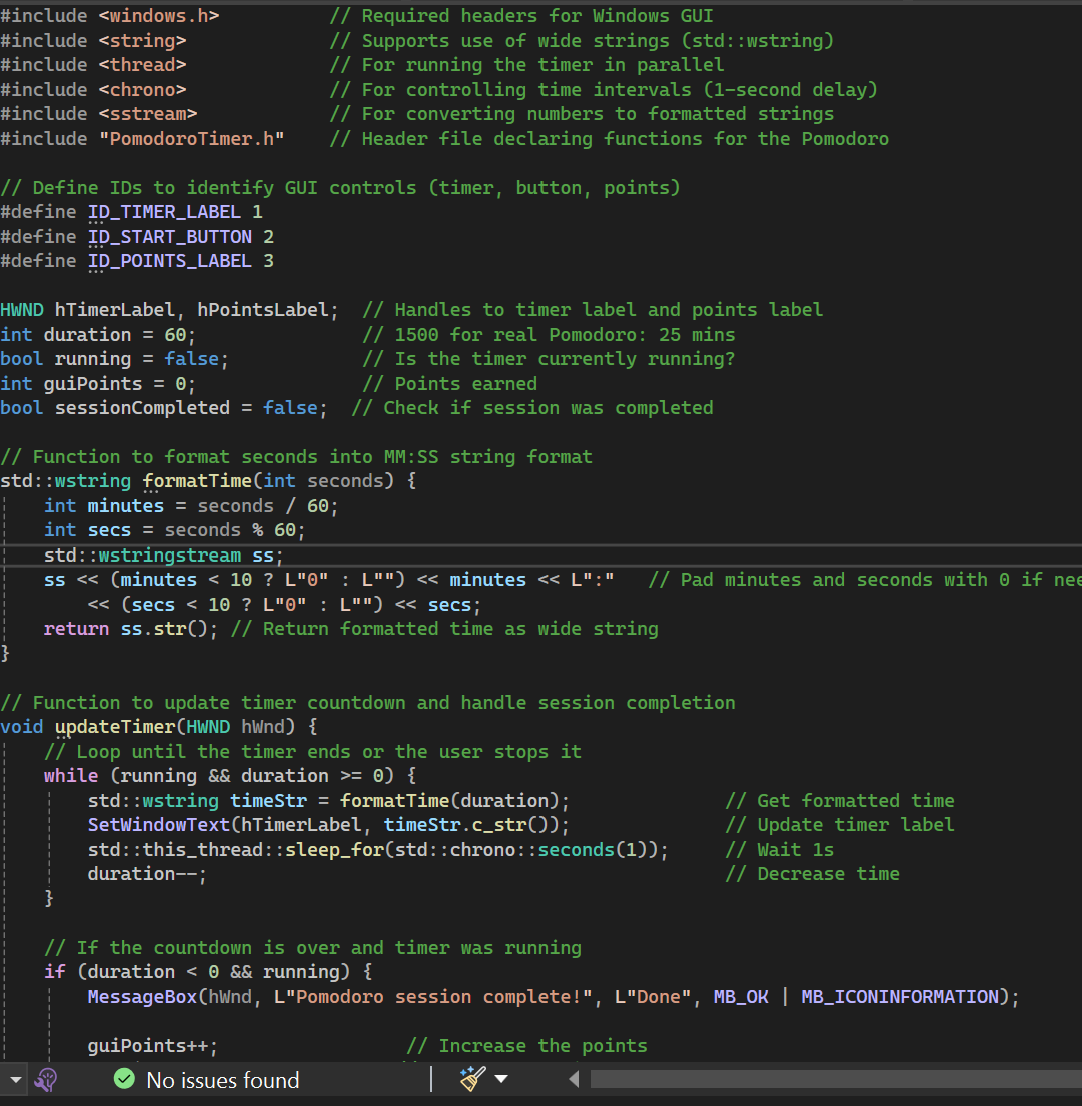 #include <windows.h>          // Required headers for Windows GUI
#include <string>             // Supports use of wide strings (std::wstring)
#include <thread>             // For running the timer in parallel
#include <chrono>             // For controlling time intervals (1-second delay)
#include <sstream>            // For converting numbers to formatted strings
#include "PomodoroTimer.h"    // Header file declaring functions for the Pomodoro

// Define IDs to identify GUI controls (timer, button, points)
#define ID_TIMER_LABEL 1
#define ID_START_BUTTON 2
#define ID_POINTS_LABEL 3

HWND hTimerLabel, hPointsLabel;  // Handles to timer label and points label
int duration = 60;               // 1500 for real Pomodoro: 25 mins
bool running = false;            // Is the timer currently running?
int guiPoints = 0;               // Points earned
bool sessionCompleted = false;  // Check if session was completed

// Function to format seconds into MM:SS string format
std::wstring formatTime(int seconds) {
    int minutes = seconds / 60;
    int secs = seconds % 60;
    std::wstringstream ss;
    ss << (minutes < 10 ? L"0" : L"") << minutes << L":"   // Pad minutes and seconds with 0 if nee
        << (secs < 10 ? L"0" : L"") << secs;
    return ss.str(); // Return formatted time as wide string
}

// Function to update timer countdown and handle session completion
void updateTimer(HWND hWnd) {
    // Loop until the timer ends or the user stops it
    while (running && duration >= 0) {
        std::wstring timeStr = formatTime(duration);              // Get formatted time
        SetWindowText(hTimerLabel, timeStr.c_str());              // Update timer label
        std::this_thread::sleep_for(std::chrono::seconds(1));     // Wait 1s
        duration--;                                               // Decrease time
    }

    // If the countdown is over and timer was running
    if (duration < 0 && running) {
        MessageBox(hWnd, L"Pomodoro session complete!", L"Done", MB_OK | MB_ICONINFORMATION);

        guiPoints++;                 // Increase the points
No issues found